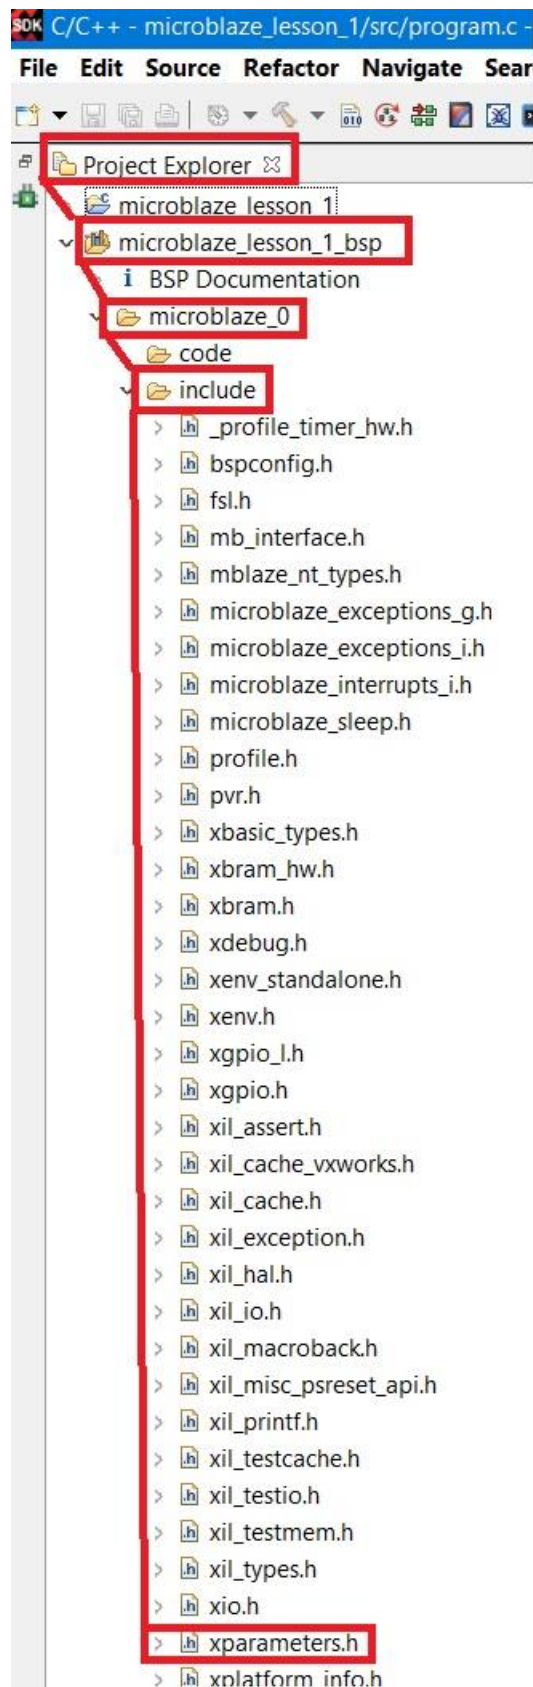 SDK C/C++ - microblaze_lesson_1/src/program.c -
File Edit Source Refactor Navigate Sear
010
Project Explorer
microblaze_lesson_1
microblaze_lesson_1_bsp
BSP Documentation
microblaze_0
code
include
_profile_timer_hw.h
bspconfig.h
fsl.h
mb_interface.h
mblaze_nt_types.h
microblaze_exceptions_g.h
microblaze_exceptions_i.h
microblaze_interrupts_i.h
microblaze_sleep.h
profile.h
pvr.h
xbasic_types.h
xbram_hw.h
xbram.h
xdebug.h
xenv_standalone.h
xenv.h
xgpio_l.h
xgpio.h
xil_assert.h
xil_cache_vxworks.h
xil_cache.h
xil_exception.h
xil_hal.h
xil_io.h
xil_macroback.h
xil_misc_psreset_api.h
xil_printf.h
xil_testcache.h
xil_testio.h
xil_testmem.h
xil_types.h
xio.h
xparameters.h
xplatform_info.h